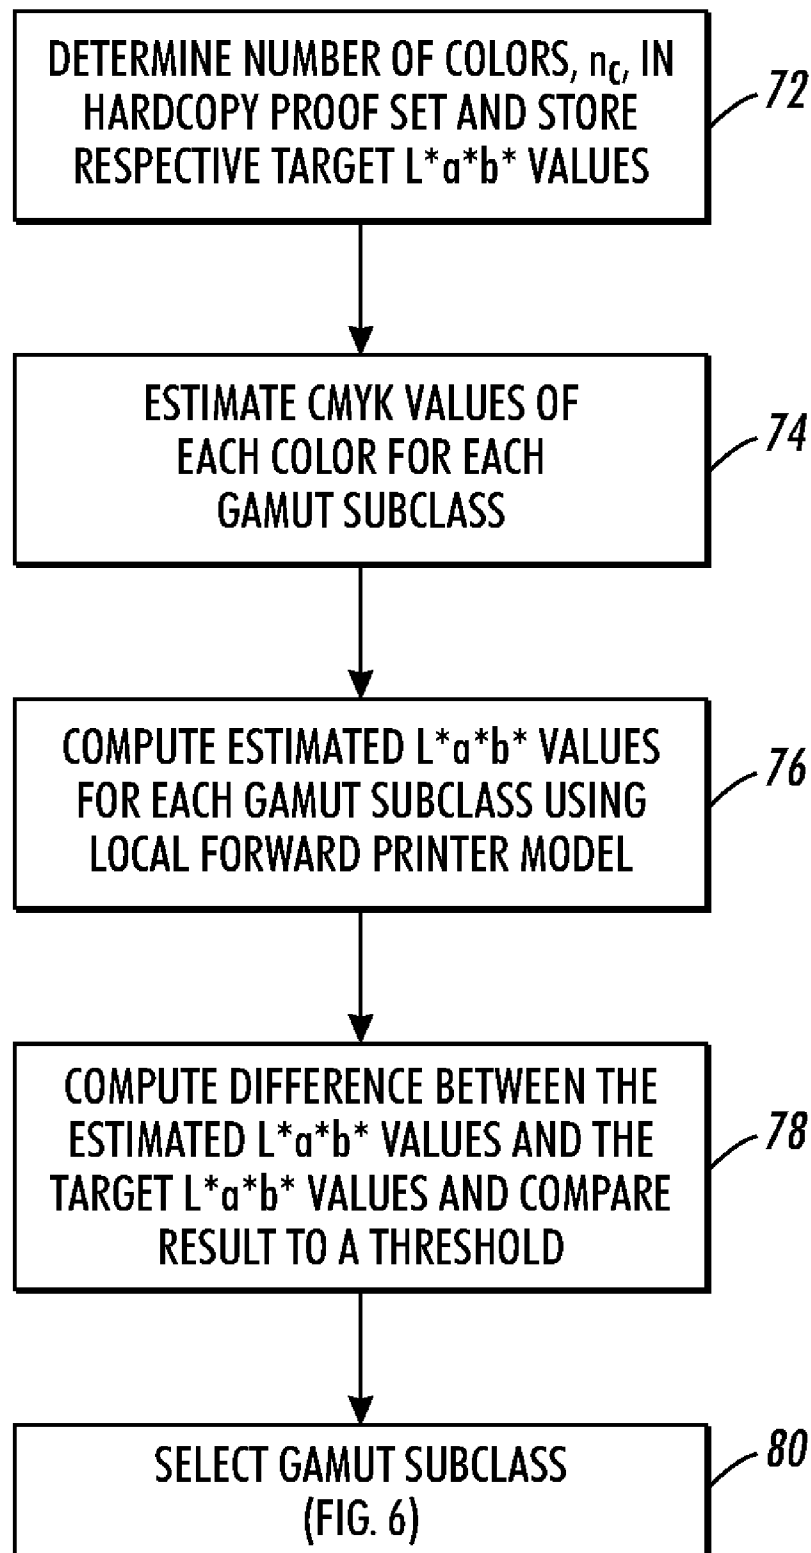 DETERMINE NUMBER OF COLORS, nC, IN
HARDCOPY PROOF SET AND STORE
RESPECTIVE TARGET L*a*b* VALUES
72
ESTIMATE CMYK VALUES OF
EACH COLOR FOR EACH
GAMUT SUBCLASS
74
COMPUTE ESTIMATED L*a*b* VALUES
FOR EACH GAMUT SUBCLASS USING
LOCAL FORWARD PRINTER MODEL
76
COMPUTE DIFFERENCE BETWEEN THE
ESTIMATED L*a*b* VALUES AND THE
TARGET L*a*b* VALUES AND COMPARE
RESULT TO A THRESHOLD
78
SELECT GAMUT SUBCLASS
(FIG. 6)
80